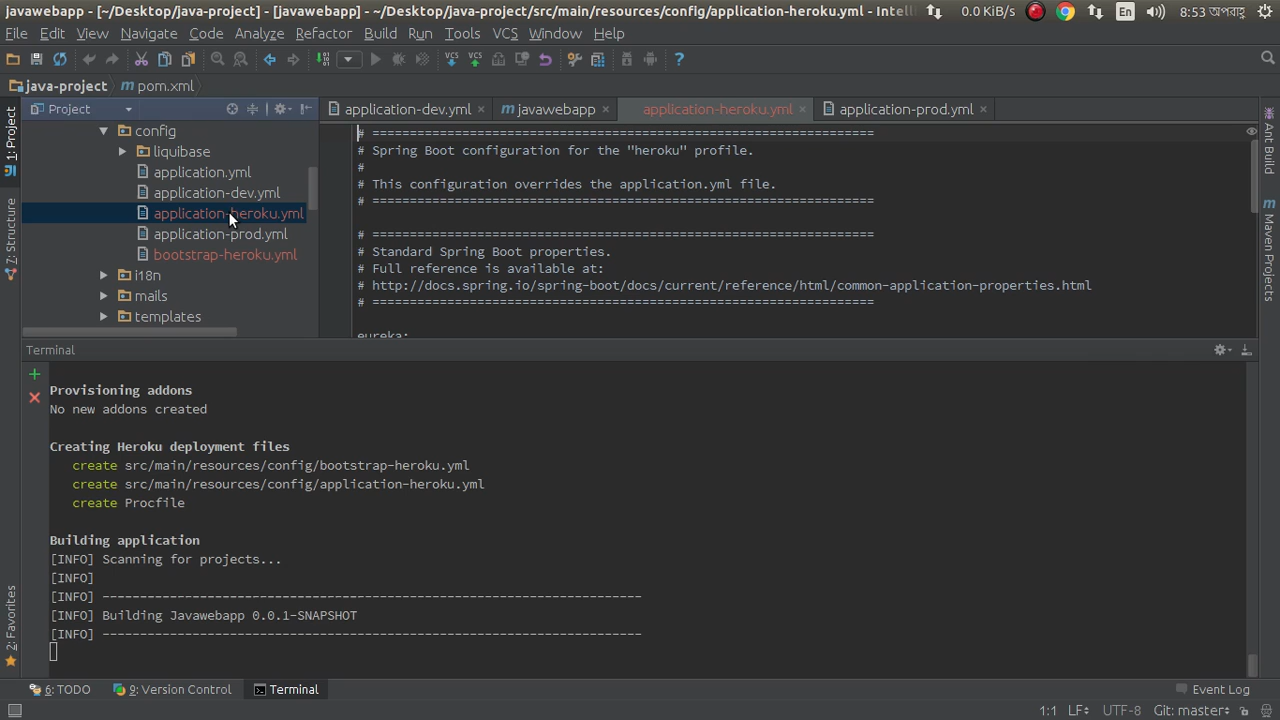 javawebapp - [~/Desktop/java-project] - [javawebapp] - ~/Desktop/java-project/src/main/resources/config/application-heroku.yml - Intell
0.0 KiB/s
En
8:53 অপরাহ্ণ
File Edit View Navigate Code Analyze Refactor Build Run Tools VCS Window Help
java-project
m pom.xml
Project
application-dev.yml
m javawebapp
application-heroku.yml
application-prod.yml
1: Project
Z: Structure
2: Favorites
config
liquibase
application.yml
application-dev.yml
application-heroku.yml
application-prod.yml
bootstrap-heroku.yml
i18n
mails
templates
# ===================================================================
# Spring Boot configuration for the "heroku" profile.
#
# This configuration overrides the application.yml file.
# ===================================================================
# ===================================================================
# Standard Spring Boot properties.
# Full reference is available at:
# http://docs.spring.io/spring-boot/docs/current/reference/html/common-application-properties.html
# ===================================================================
eureka:
Ant Build
m Maven Projects
Terminal
Provisioning addons
No new addons created
Creating Heroku deployment files
create src/main/resources/config/bootstrap-heroku.yml
create src/main/resources/config/application-heroku.yml
create Procfile
Building application
[INFO] Scanning for projects...
[INFO]
[INFO] ------------------------------------------------------------------------
[INFO] Building Javawebapp 0.0.1-SNAPSHOT
[INFO] ------------------------------------------------------------------------
6: TODO
9: Version Control
Terminal
Event Log
1:1 LF UTF-8 Git: master